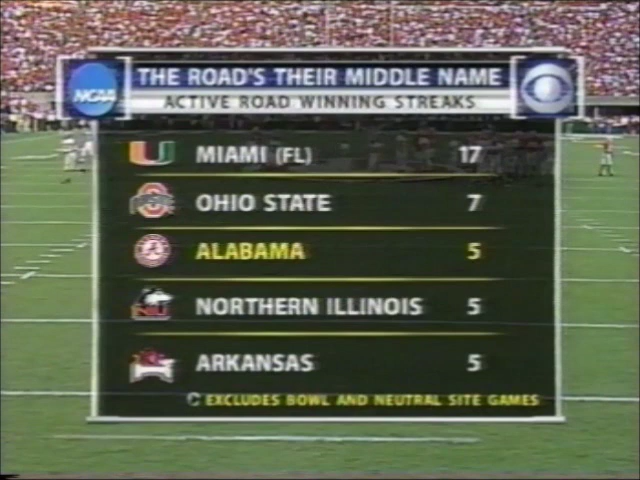 NCAA
THE ROAD'S THEIR MIDDLE NAME
ACTIVE ROAD WINNING STREAKS
U MIAMI (FL) 17
OHIO STATE 7
ALABAMA 5
NIU NORTHERN ILLINOIS 5
ARKANSAS 5
EXCLUDES BOWL AND NEUTRAL SITE GAMES